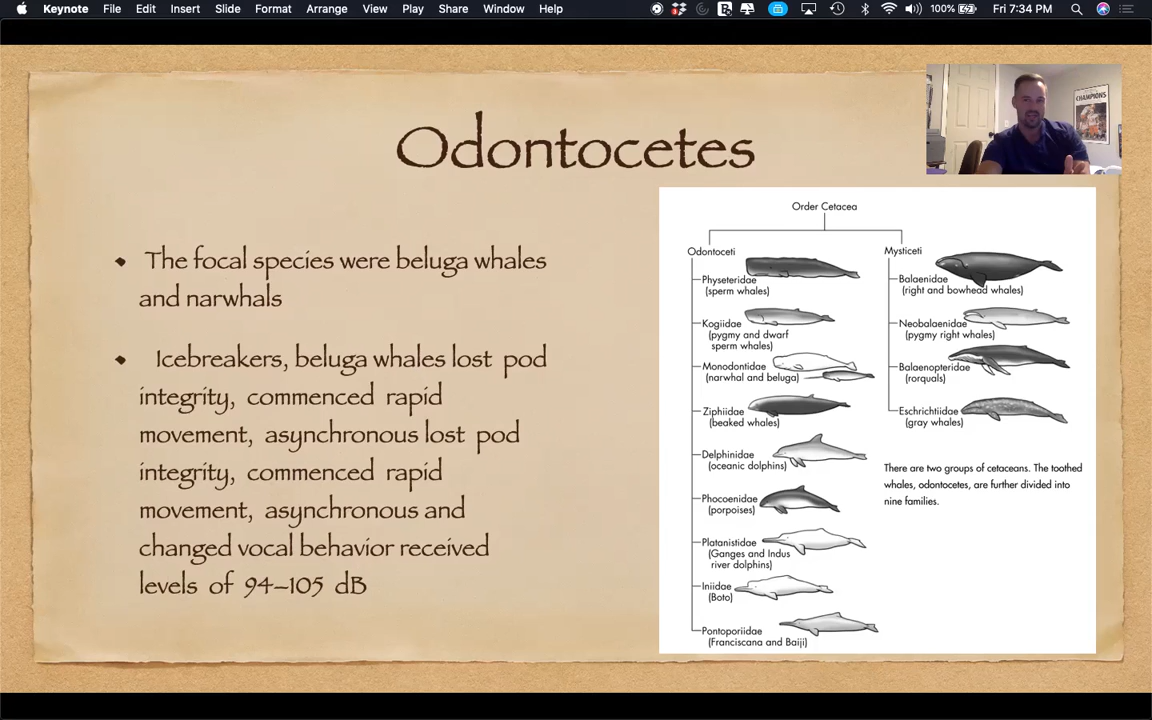 Keynote File Edit Insert Slide Format Arrange View Play Share Window Help 3 100% Fri 7:34 PM
CHAMPIONS
Odontocetes
• The focal species were beluga whales
and narwhals
• Icebreakers, beluga whales lost pod
integrity, commenced rapid
movement, asynchronous lost pod
integrity, commenced rapid
movement, asynchronous and
changed vocal behavior received
levels of 94–105 dB
Order Cetacea
Odontoceti
Physeteridae
(sperm whales)
Kogiidae
(pygmy and dwarf
sperm whales)
Monodontidae
(narwhal and beluga)
Ziphiidae
(beaked whales)
Delphinidae
(oceanic dolphins)
Phocoenidae
(porpoises)
Platanistidae
(Ganges and Indus
river dolphins)
Iniidae
(Boto)
Pontoporiidae
(Franciscana and Baiji)
Mysticeti
Balaenidae
(right and bowhead whales)
Neobalaenidae
(pygmy right whales)
Balaenopteridae
(rorquals)
Eschrichtiidae
(gray whales)
There are two groups of cetaceans. The toothed
whales, odontocetes, are further divided into
nine families.